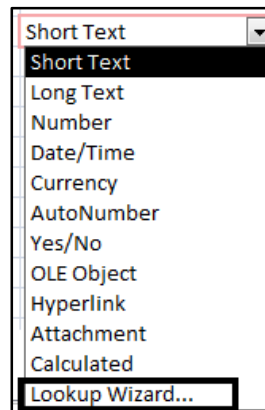 Short Text
Short Text
Long Text
Number
Date/Time
Currency
AutoNumber
Yes/No
OLE Object
Hyperlink
Attachment
Calculated
Lookup Wizard...